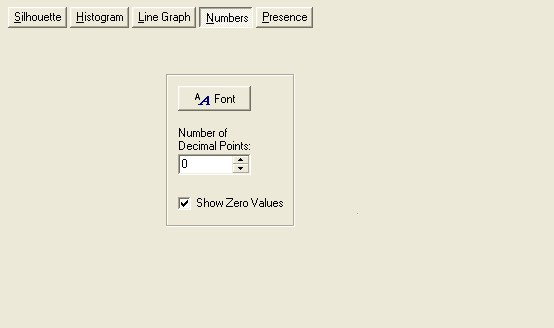 Silhouette Histogram Line Graph Numbers Presence
AA Font
Number of
Decimal Points:
0
Show Zero Values